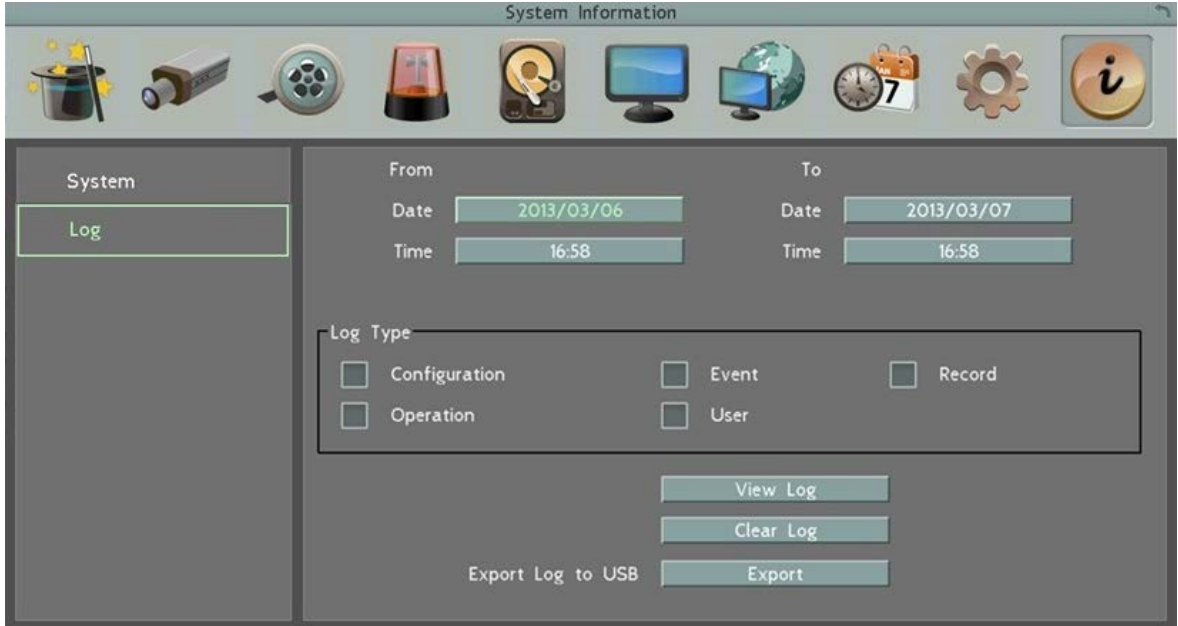 System Information
7
System
Log
From To
Date 2013/03/06 Date 2013/03/07
Time 16:58 Time 16:58
Log Type
Configuration Event Record
Operation User
View Log
Clear Log
Export Log to USB Export